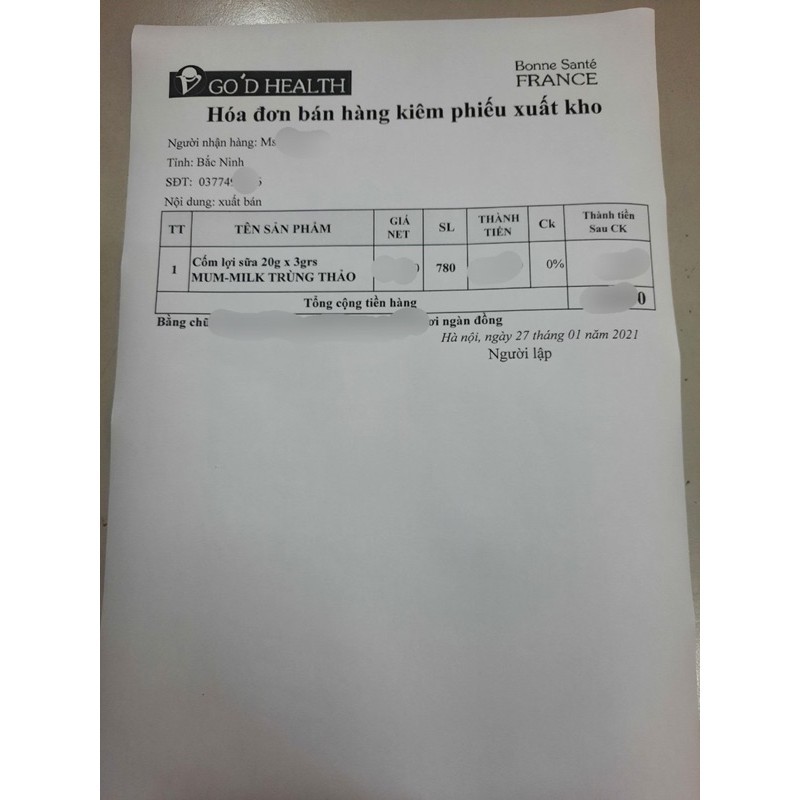 GO'D HEALTH
Bonne Santé
FRANCE
Hóa đơn bán hàng kiêm phiếu xuất kho
Người nhận hàng: Ms
Tỉnh: Bắc Ninh
SĐT: 03774
Nội dung: xuất bán
TT TÊN SẢN PHẨM GIÁ NET SL THÀNH TIỀN Ck Thành tiền Sau CK
1 Cốm lợi sữa 20g x 3grs MUM-MILK TRÙNG THẢO 780 0%
Tổng cộng tiền hàng 0
Bằng chữ ngàn đồng
Hà nội, ngày 27 tháng 01 năm 2021
Người lập